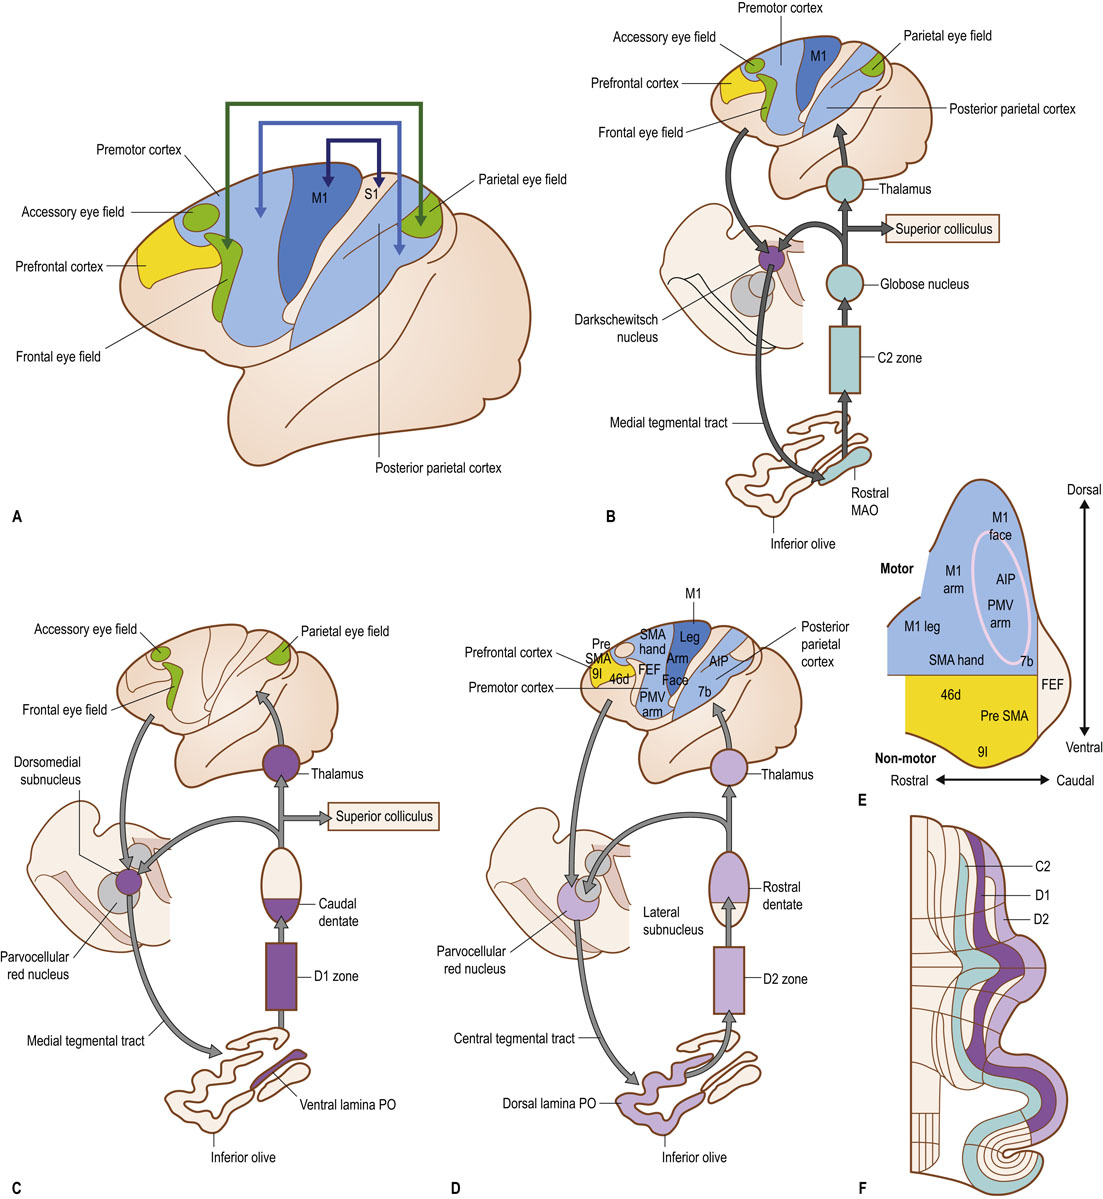 Premotor cortex
Accessory eye field
Prefrontal cortex
Frontal eye field
M1
S1
Parietal eye field
Posterior parietal cortex
A
Premotor cortex
Accessory eye field
Prefrontal cortex
Frontal eye field
M1
Parietal eye field
Posterior parietal cortex
Thalamus
Superior colliculus
Globose nucleus
Darkschewitsch
nucleus
C2 zone
Medial tegmental tract
Rostral
MAO
Inferior olive
B
Accessory eye field
Parietal eye field
Frontal eye field
Dorsomedial
subnucleus
Thalamus
Superior colliculus
Caudal
dentate
Parvocellular
red nucleus
D1 zone
Medial tegmental tract
Ventral lamina PO
Inferior olive
C
M1
Pre
SMA
SMA
hand
Leg
Prefrontal cortex
9l
46d
FEF
Arm
AIP
Posterior
parietal
cortex
Premotor cortex
Face
7b
PMV
arm
Thalamus
Rostral
dentate
Lateral
subnucleus
Parvocellular
red nucleus
D2 zone
Central tegmental tract
Dorsal lamina PO
Inferior olive
D
Dorsal
M1
face
Motor
M1
arm
AIP
PMV
arm
M1 leg
SMA hand
7b
FEF
46d
Pre SMA
9l
Ventral
Non-motor
Rostral
Caudal
E
C2
D1
D2
F